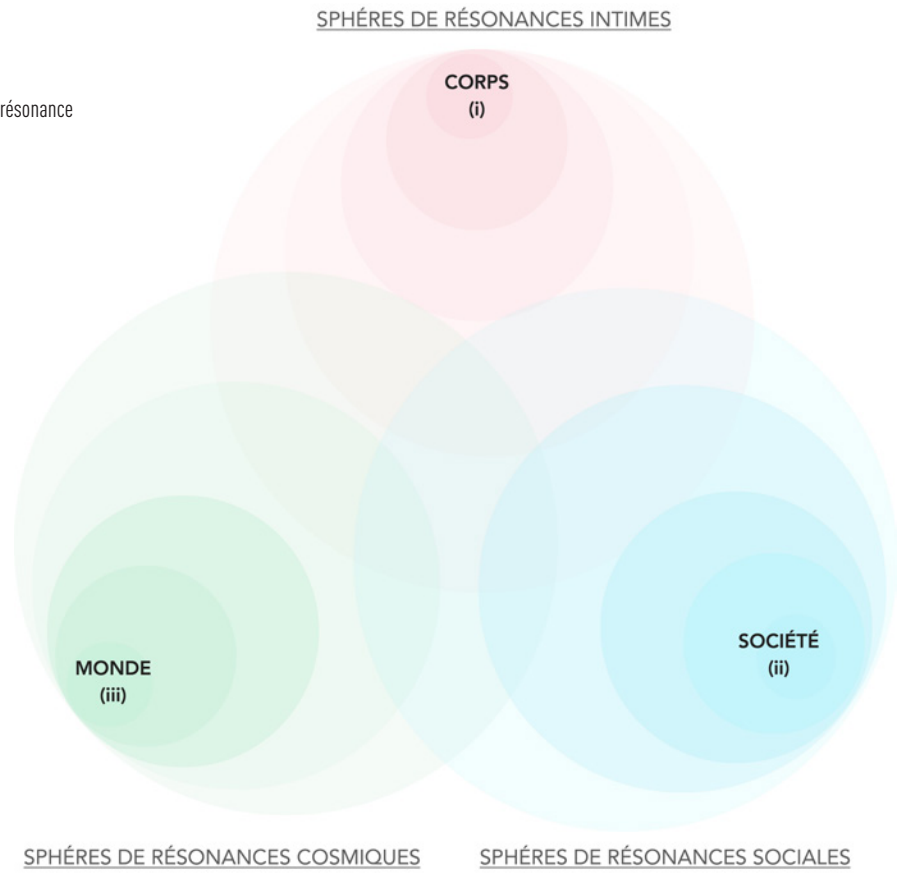 SPHÉRES DE RÉSONANCES INTIMES
CORPS
(i)
résonance
SOCIÉTÉ
(ii)
MONDE
(iii)
SPHÉRES DE RÉSONANCES COSMIQUES
SPHÉRES DE RÉSONANCES SOCIALES